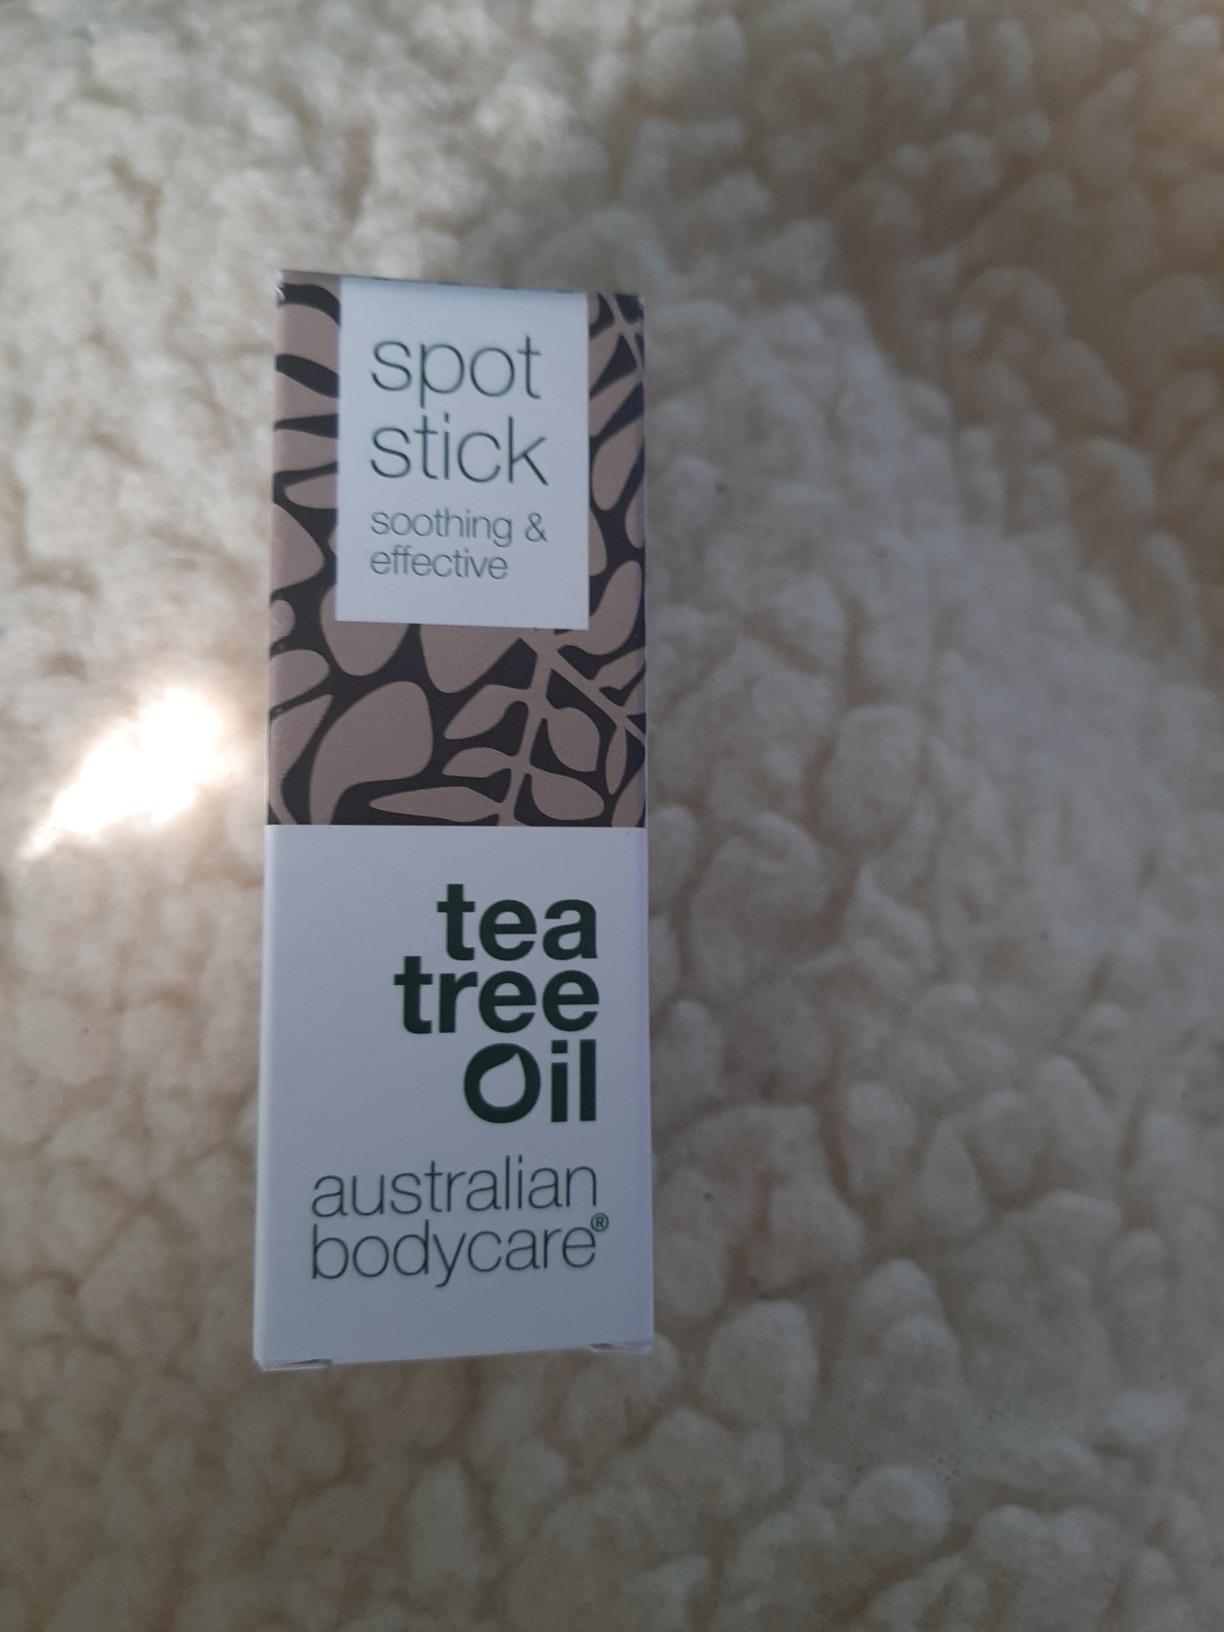 spot
stick
soothing &
effective
tea
tree
Oil
australian
bodycare®